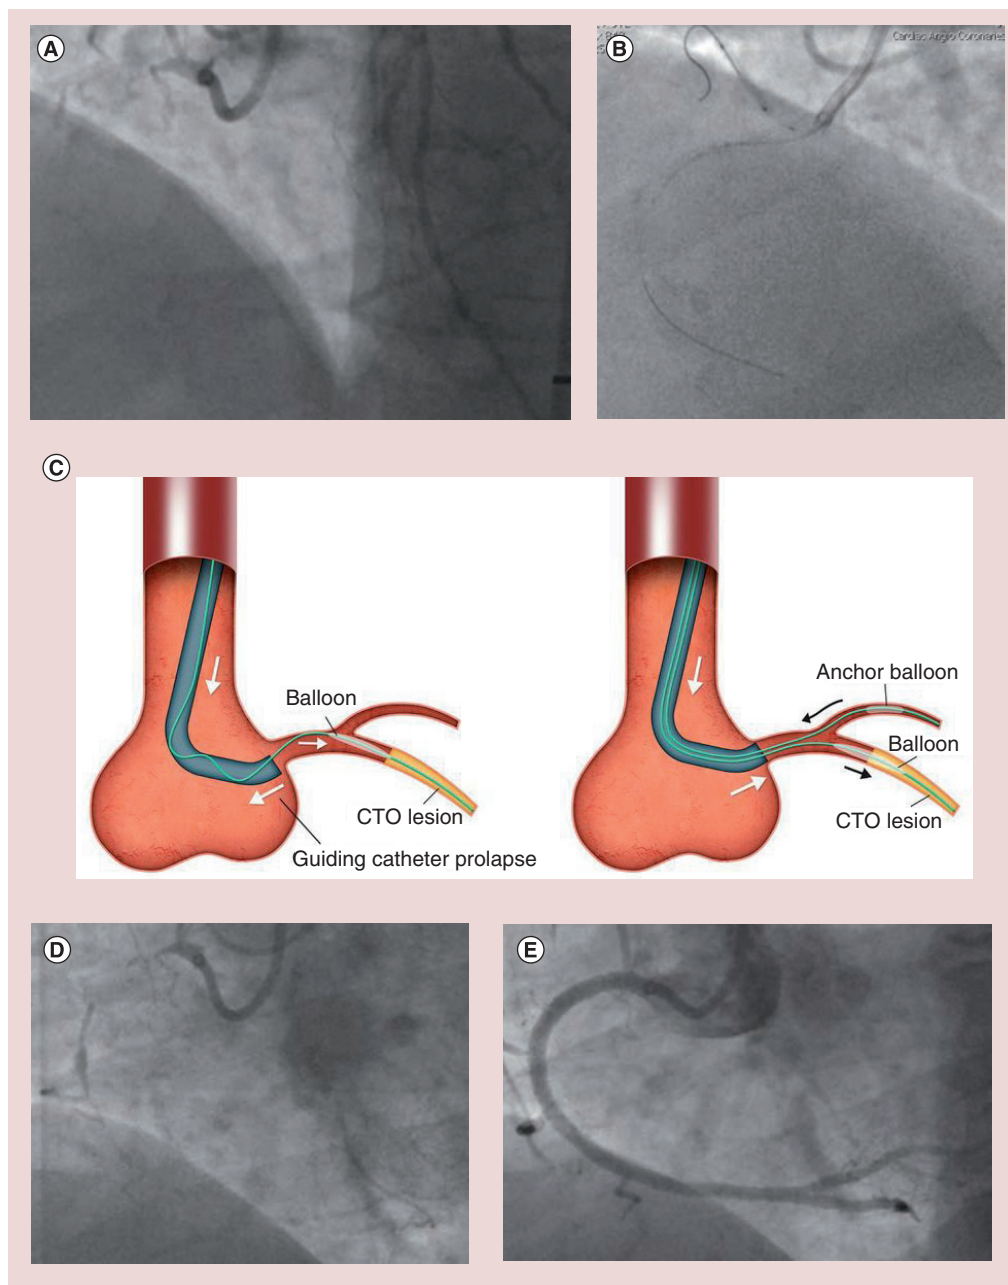 A
B
Cardiac Angio Coronaries
C
Balloon
CTO lesion
Guiding catheter prolapse
Anchor balloon
Balloon
CTO lesion
D
E